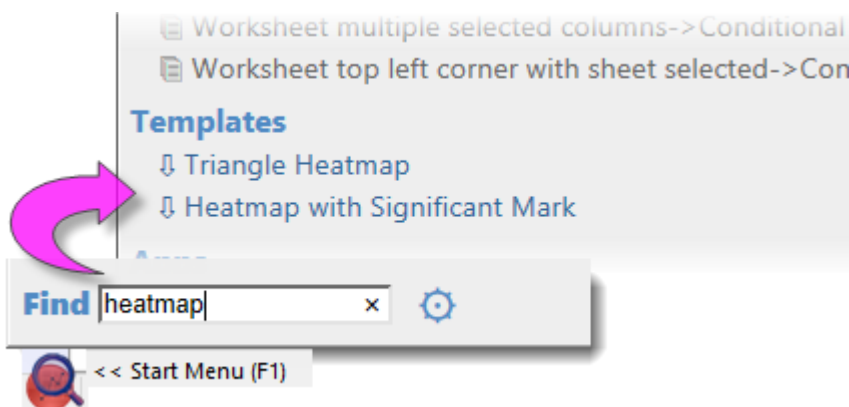 Worksheet multiple selected columns->Conditional
Worksheet top left corner with sheet selected->Con
Templates
⇩ Triangle Heatmap
⇩ Heatmap with Significant Mark
Apps
Find heatmap ×
<< Start Menu (F1)